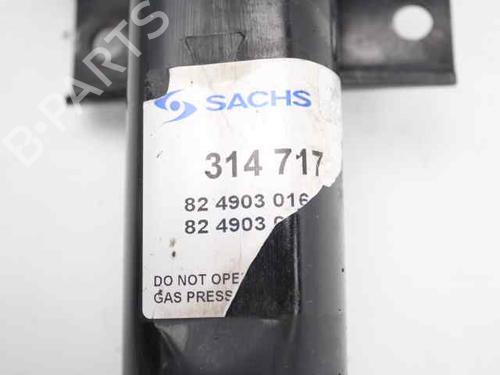 B-PARTS
SACHS
314 717
82 4903 016
82 4903
DO NOT OPE
GAS PRESS